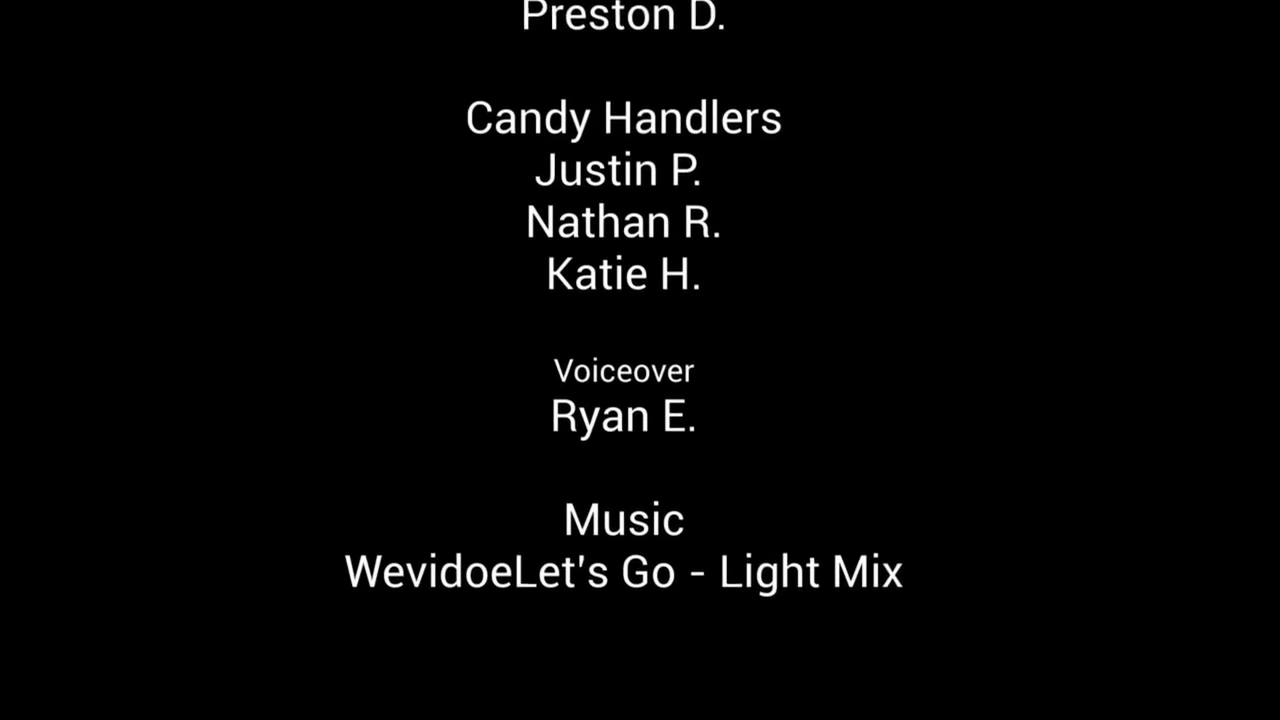 Preston D.
Candy Handlers
Justin P.
Nathan R.
Katie H.
Voiceover
Ryan E.
Music
WevidoeLet's Go - Light Mix